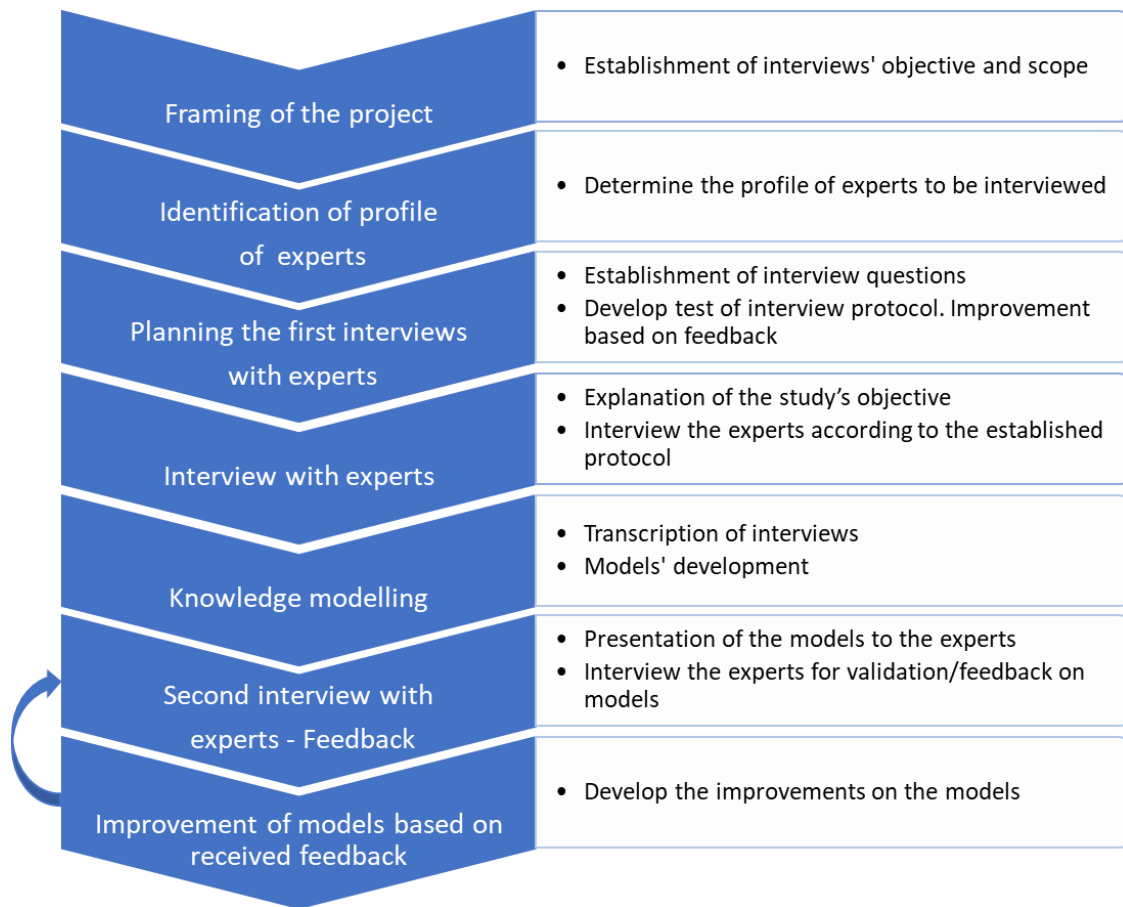 Framing of the project
• Establishment of interviews' objective and scope
Identification of profile
of experts
• Determine the profile of experts to be interviewed
Planning the first interviews
with experts
• Establishment of interview questions
• Develop test of interview protocol. Improvement
based on feedback
Interview with experts
• Explanation of the study’s objective
• Interview the experts according to the established
protocol
Knowledge modelling
• Transcription of interviews
• Models' development
Second interview with
experts - Feedback
• Presentation of the models to the experts
• Interview the experts for validation/feedback on
models
Improvement of models based on
received feedback
• Develop the improvements on the models